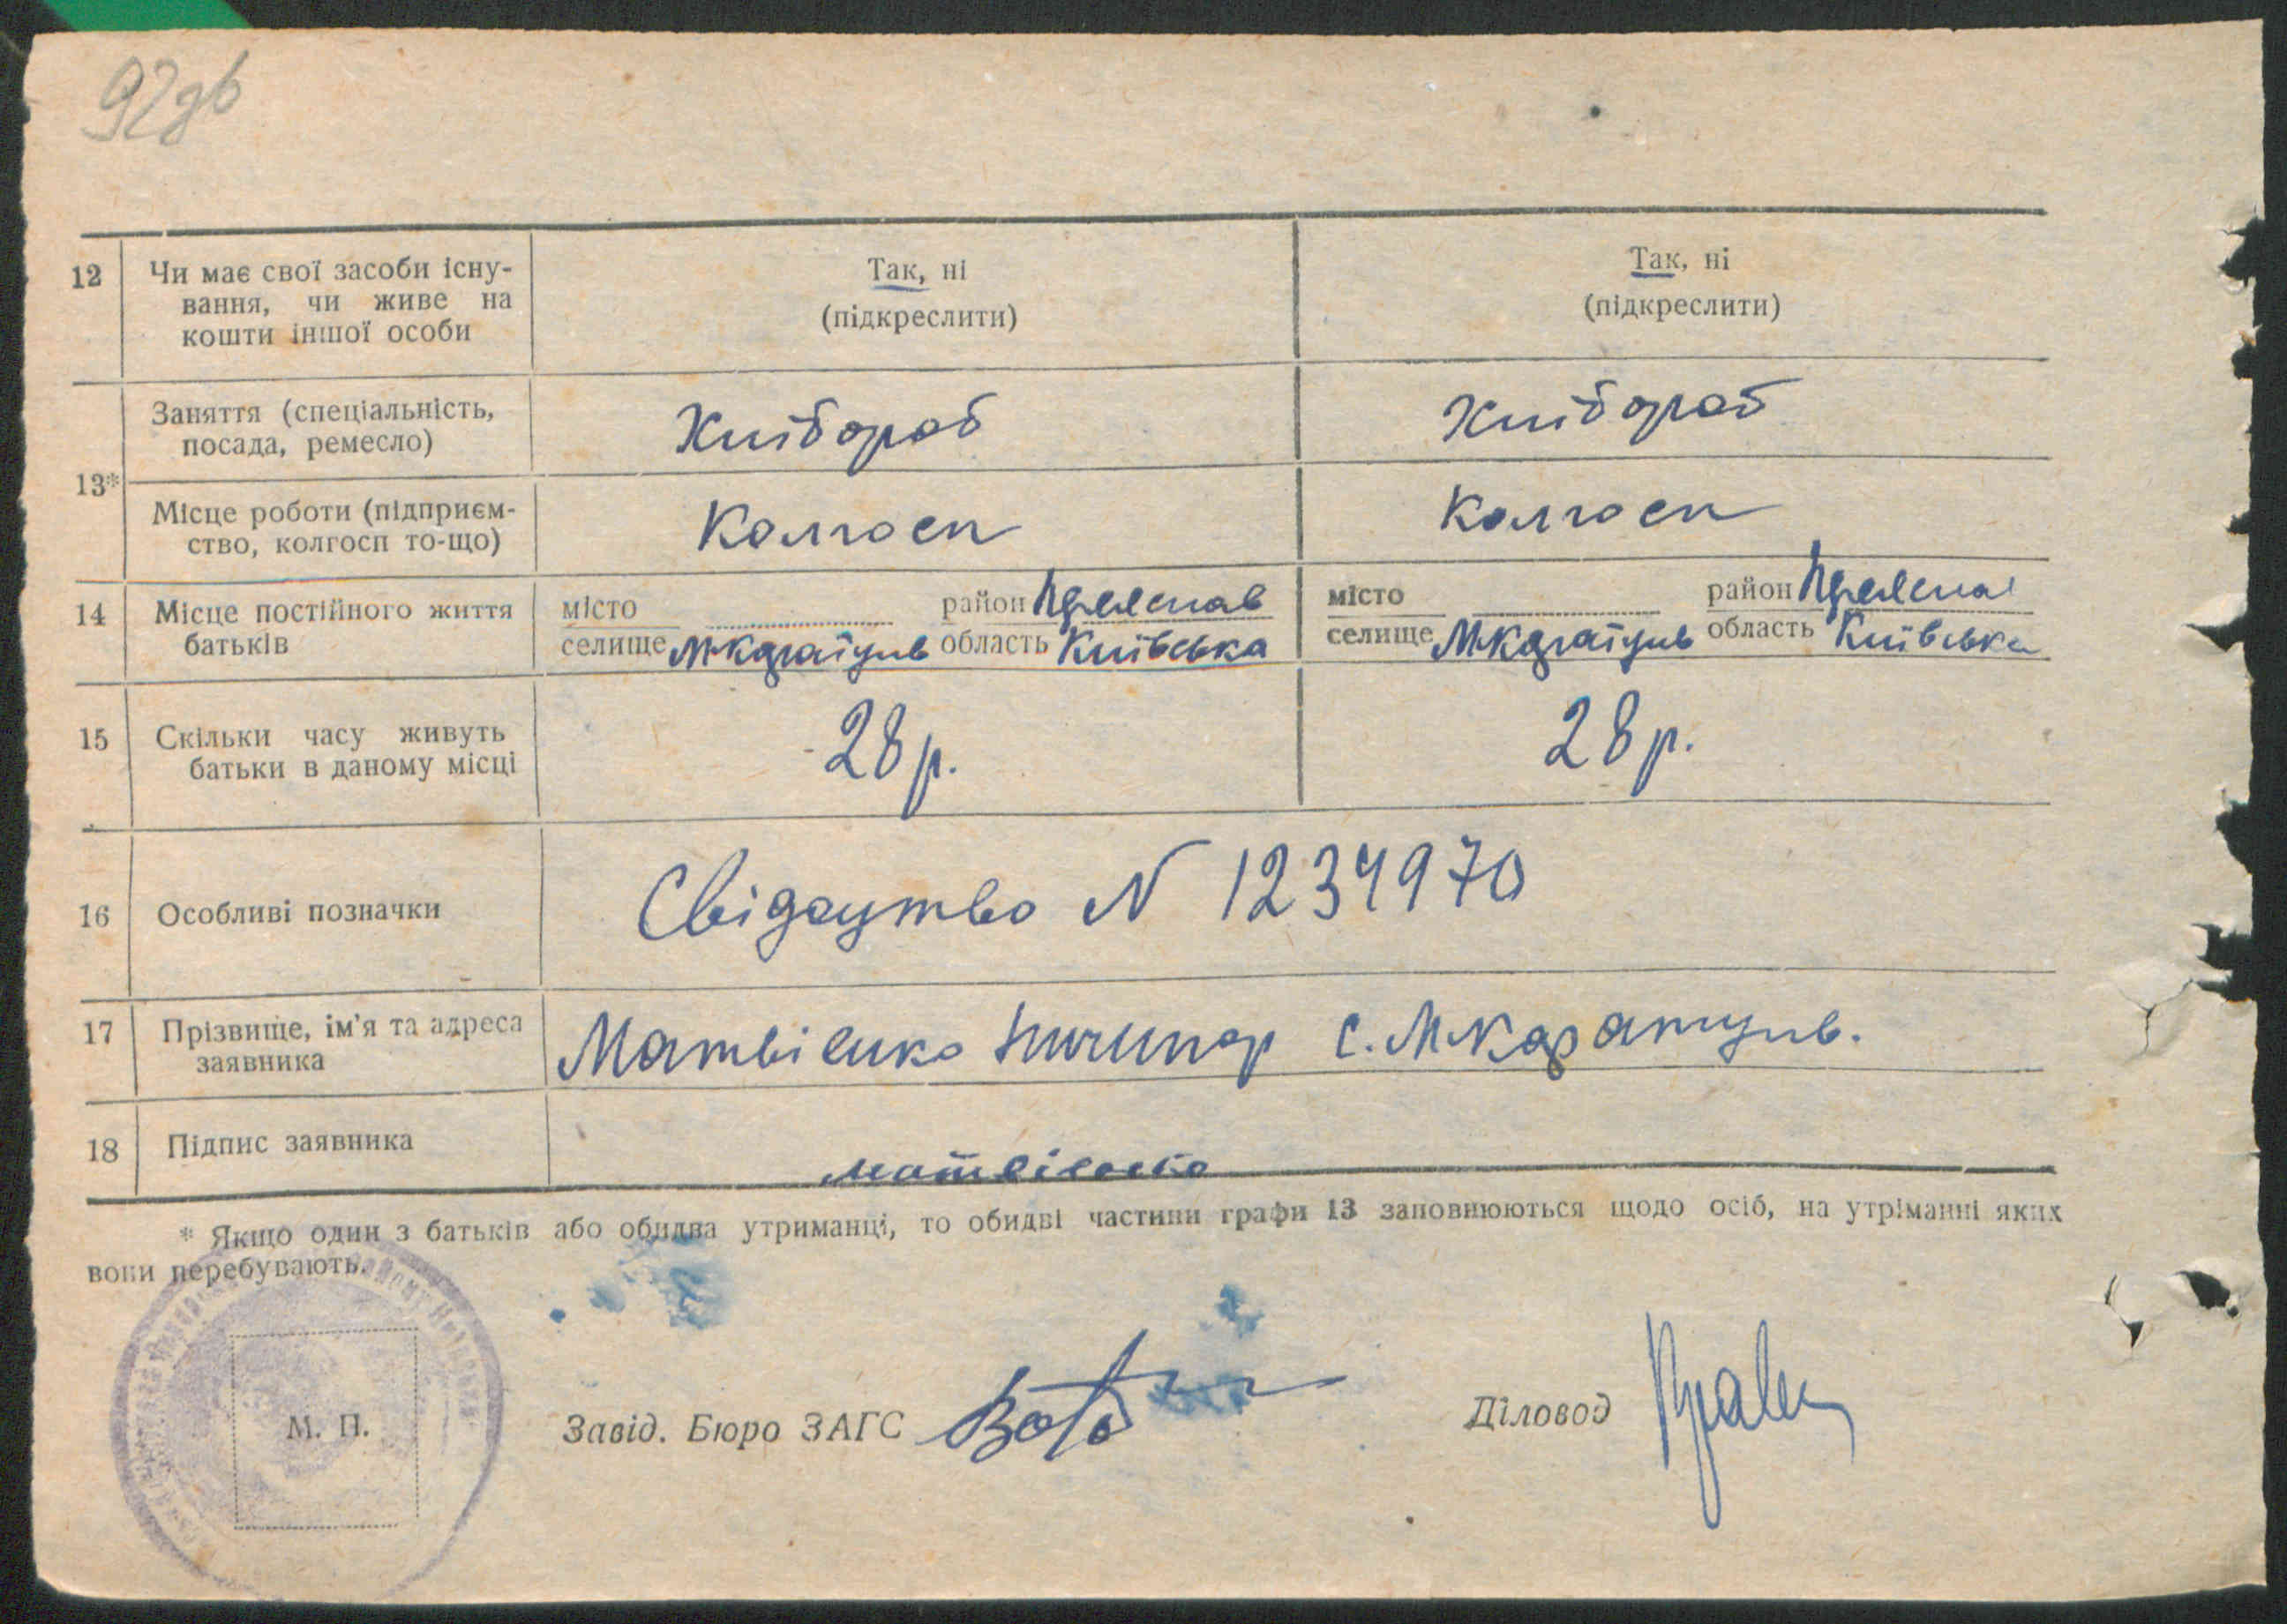 92зв
12 Чи має свої засоби існу- Так, ні Так, ні
вання, чи живе на (підкреслити) (підкреслити)
кошти іншої особи
Заняття (спеціальність, Хлібороб Хлібороб
посада, ремесло)
13*
Місце роботи (підприєм- Колгосп Колгосп
ство, колгосп то-що)
14 Місце постійного життя місто район місто район
батьків селище М-Каратуль область Київська селище М-Каратуль область Київська
15 Скільки часу живуть 28 р. 28 р.
батьки в даному місці
16 Особливі позначки Свідоцтво N 1234970
17 Прізвище, ім'я та адреса Матвієнко Ничипор с. М-Каратуль.
заявника
18 Підпис заявника Матвієнко
* Якщо один з батьків або обидва утриманці, то обидві частини графи 13 заповнюються щодо осіб, на утріманні яких
вони перебувають.
М. П. Завід. Бюро ЗАГС Діловод